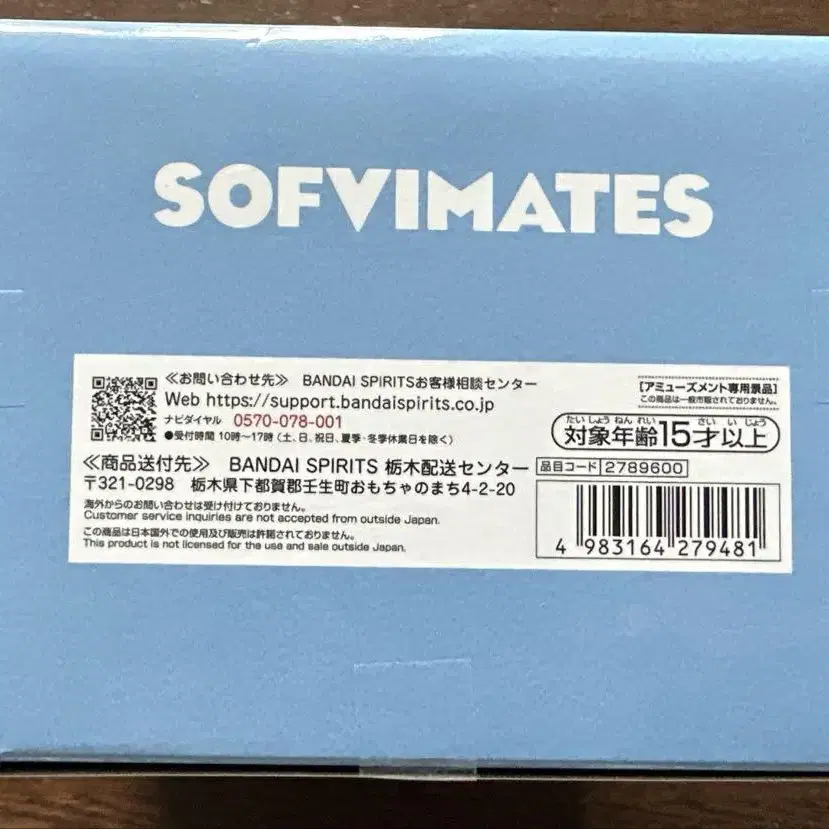 SOFVIMATES
≪お問い合わせ先≫ BANDAI SPIRITSお客様相談センター
Web https://support.bandaispirits.co.jp
ナビダイヤル 0570-078-001
●受付時間 10時〜17時（土、日、祝日、夏季・冬季休業日を除く）
≪商品送付先≫ BANDAI SPIRITS 栃木配送センター
〒321-0298 栃木県下都賀郡壬生町おもちゃのまち4-2-20
海外からのお問い合わせは受け付けておりません。
Customer service inquiries are not accepted from outside Japan.
この商品は日本国外での使用及び販売は許諾されておりません。
This product is not licensed for the use and sale outside Japan.
[アミューズメント専用景品]
この商品は一般市販されておりません。
たいしょうねんれい さいいじょう
対象年齢15才以上
品目コード 2789600
4 983164 279481